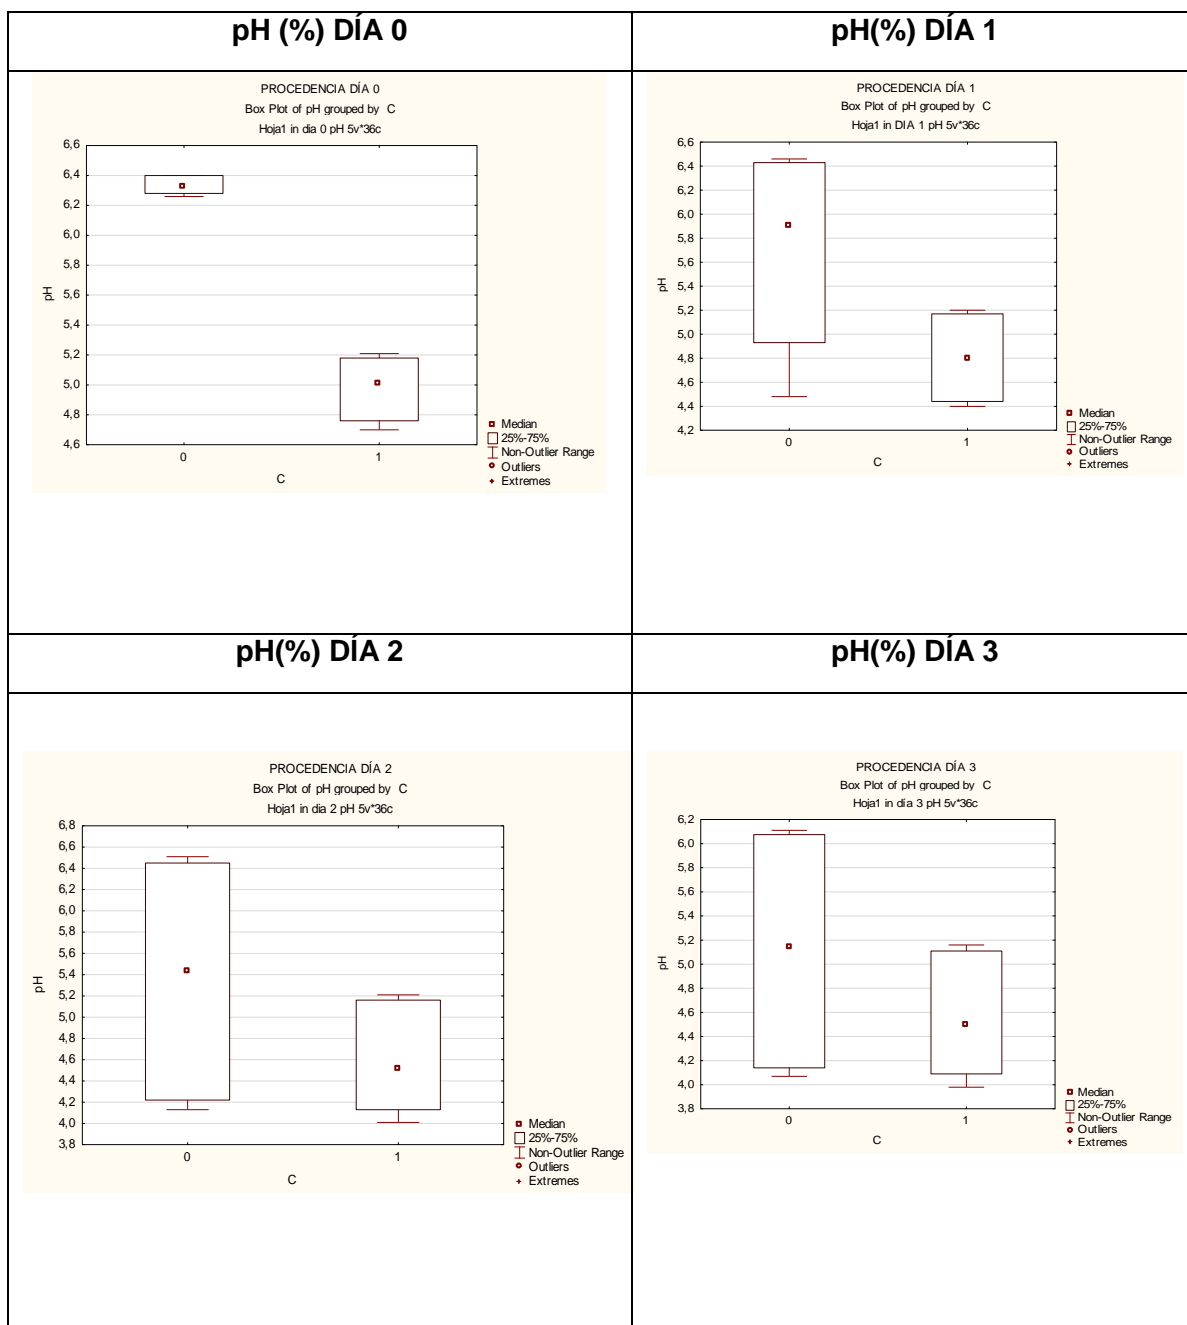 pH (%) DÍA 0
PROCEDENCIA DÍA 0
Box Plot of pH grouped by C
Hoja1 in dia 0 pH 5v*36c
6,6
6,4
6,2
6,0
5,8
5,6
5,4
5,2
5,0
4,8
4,6
pH
0
1
C
Median
25%-75%
Non-Outlier Range
Outliers
Extremes
pH(%) DÍA 1
PROCEDENCIA DÍA 1
Box Plot of pH grouped by C
Hoja1 in DIA 1 pH 5v*36c
6,6
6,4
6,2
6,0
5,8
5,6
5,4
5,2
5,0
4,8
4,6
4,4
4,2
pH
0
1
C
Median
25%-75%
Non-Outlier Range
Outliers
Extremes
pH(%) DÍA 2
PROCEDENCIA DÍA 2
Box Plot of pH grouped by C
Hoja1 in dia 2 pH 5v*36c
6,8
6,6
6,4
6,2
6,0
5,8
5,6
5,4
5,2
5,0
4,8
4,6
4,4
4,2
4,0
3,8
pH
0
1
C
Median
25%-75%
Non-Outlier Range
Outliers
Extremes
pH(%) DÍA 3
PROCEDENCIA DÍA 3
Box Plot of pH grouped by C
Hoja1 in día 3 pH 5v*36c
6,2
6,0
5,8
5,6
5,4
5,2
5,0
4,8
4,6
4,4
4,2
4,0
3,8
pH
0
1
C
Median
25%-75%
Non-Outlier Range
Outliers
Extremes